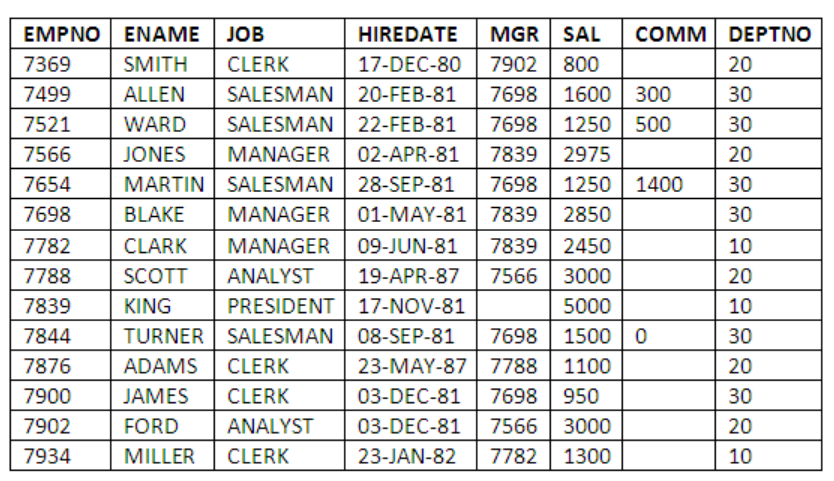 EMPNO ENAME JOB HIREDATE MGR SAL COMM DEPTNO
7369 SMITH CLERK 17-DEC-80 7902 800 20
7499 ALLEN SALESMAN 20-FEB-81 7698 1600 300 30
7521 WARD SALESMAN 22-FEB-81 7698 1250 500 30
7566 JONES MANAGER 02-APR-81 7839 2975 20
7654 MARTIN SALESMAN 28-SEP-81 7698 1250 1400 30
7698 BLAKE MANAGER 01-MAY-81 7839 2850 30
7782 CLARK MANAGER 09-JUN-81 7839 2450 10
7788 SCOTT ANALYST 19-APR-87 7566 3000 20
7839 KING PRESIDENT 17-NOV-81 5000 10
7844 TURNER SALESMAN 08-SEP-81 7698 1500 0 30
7876 ADAMS CLERK 23-MAY-87 7788 1100 20
7900 JAMES CLERK 03-DEC-81 7698 950 30
7902 FORD ANALYST 03-DEC-81 7566 3000 20
7934 MILLER CLERK 23-JAN-82 7782 1300 10